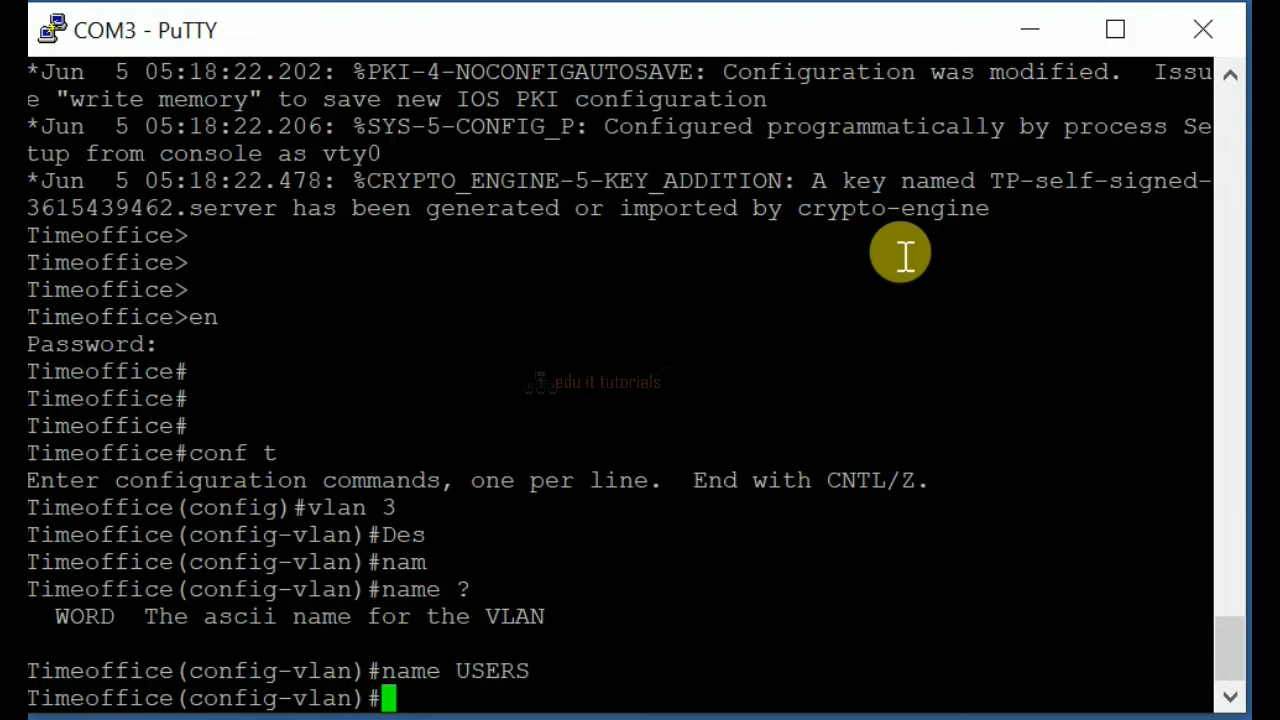 COM3 - PuTTY
*Jun  5 05:18:22.202: %PKI-4-NOCONFIGAUTOSAVE: Configuration was modified.  Issu
e "write memory" to save new IOS PKI configuration
*Jun  5 05:18:22.206: %SYS-5-CONFIG_P: Configured programmatically by process Se
tup from console as vty0
*Jun  5 05:18:22.478: %CRYPTO_ENGINE-5-KEY_ADDITION: A key named TP-self-signed-
3615439462.server has been generated or imported by crypto-engine
Timeoffice>
Timeoffice>
Timeoffice>
Timeoffice>en
Password:
Timeoffice#
edu it tutorials
Timeoffice#
Timeoffice#
Timeoffice#conf t
Enter configuration commands, one per line.  End with CNTL/Z.
Timeoffice(config)#vlan 3
Timeoffice(config-vlan)#Des
Timeoffice(config-vlan)#nam
Timeoffice(config-vlan)#name ?
  WORD  The ascii name for the VLAN
Timeoffice(config-vlan)#name USERS
Timeoffice(config-vlan)#